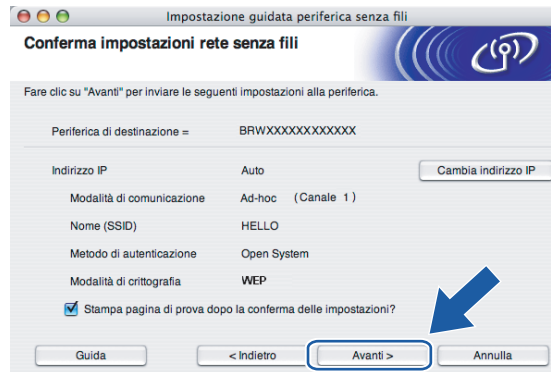 Impostazione guidata periferica senza fili
Conferma impostazioni rete senza fili
Fare clic su "Avanti" per inviare le seguenti impostazioni alla periferica.
Periferica di destinazione = BRWXXXXXXXXXXXX
Indirizzo IP Auto Cambia indirizzo IP
Modalità di comunicazione Ad-hoc (Canale 1)
Nome (SSID) HELLO
Metodo di autenticazione Open System
Modalità di crittografia WEP
Stampa pagina di prova dopo la conferma delle impostazioni?
Guida < Indietro Avanti > Annulla